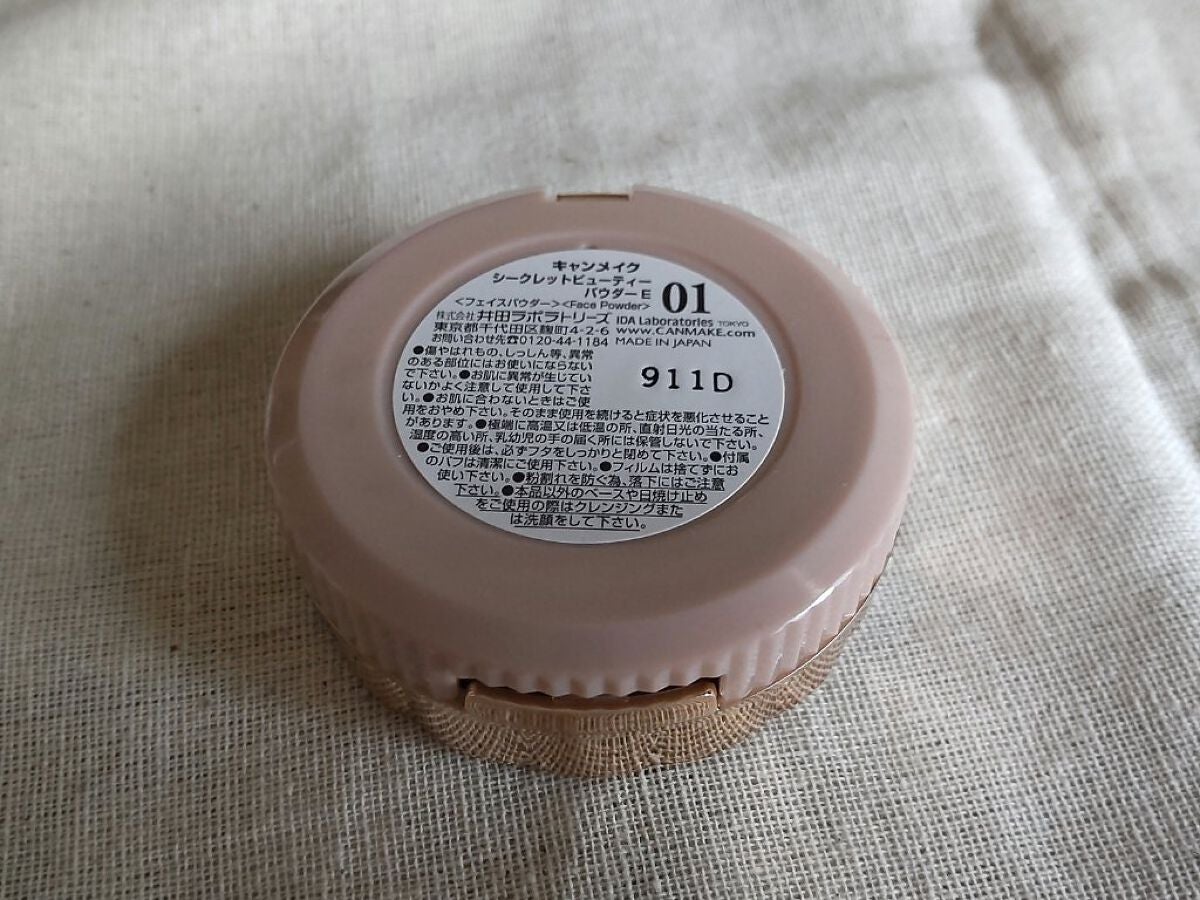 キャンメイク
シークレットビューティー
パウダーE 01
<フェイスパウダー><Face Powder>
株式会社 井田ラボラトリーズ IDA Laboratories TOKYO
東京都千代田区麹町4-2-6 www.CANMAKE.com
お問い合わせ先☎0120-44-1184 MADE IN JAPAN
●傷やはれもの、しっしん等、異常
のある部位にはお使いにならない
で下さい。●お肌に異常が生じてい
ないかよく注意して使用して下さ
い。●お肌に合わないときはご使
911D
用をおやめ下さい。そのまま使用を続けると症状を悪化させること
があります。●極端に高温又は低温の所、直射日光の当たる所、
湿度の高い所、乳幼児の手の届く所には保管しないで下さい。
●ご使用後は、必ずフタをしっかりと閉めて下さい。●付属
のパフは清潔にご使用下さい。●フィルムは捨てずにお
使い下さい。●粉割れを防ぐ為、落下にはご注意
下さい。●本品以外のベースや日焼け止め
をご使用の際はクレンジングまた
は洗顔をして下さい。